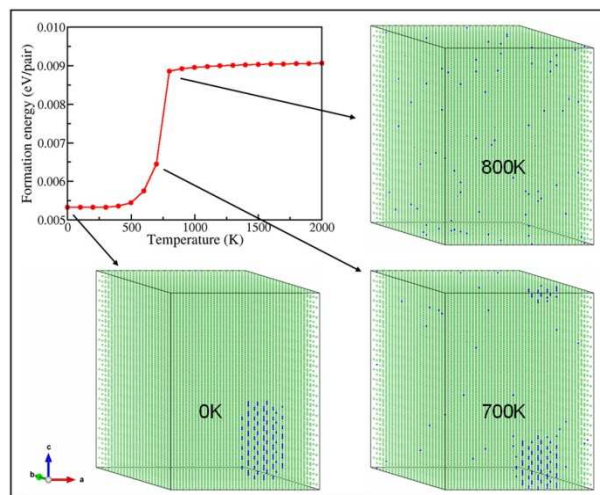 0.010
0.009
0.008
0.007
0.006
0.005
Formation energy (eV/pair)
0
500
1000
1500
2000
Temperature (K)
800K
0K
700K
c
b
a